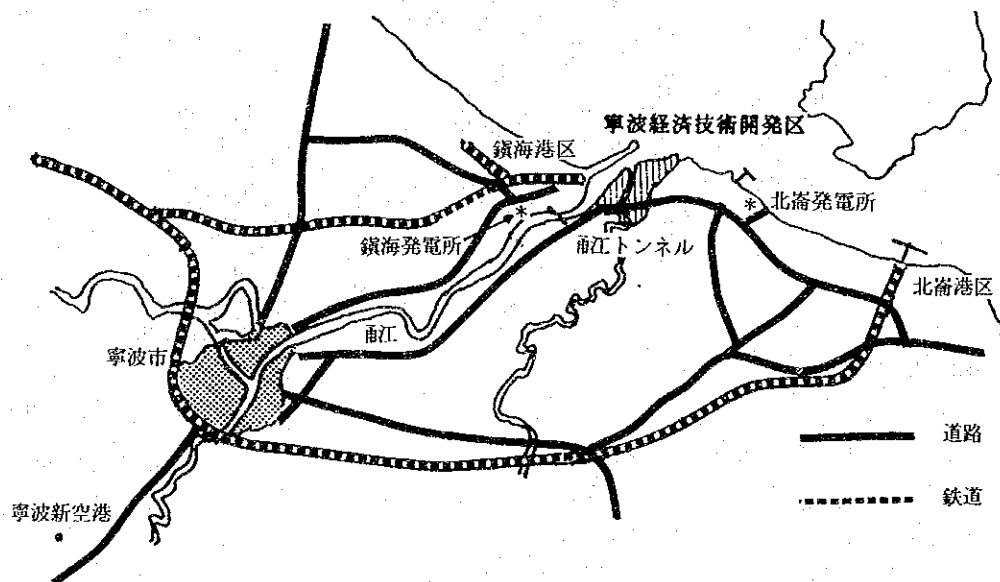 寧波経済技術開発区
鎮海港区
北崙発電所
鎮海発電所
甬江トンネル
北崙港区
甬江
寧波市
道路
鉄道
寧波新空港